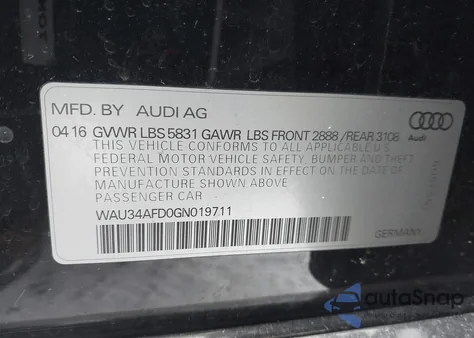 MFD. BY AUDI AG
04 16 GVWR LBS 5831 GAWR LBS FRONT 2888 / REAR 3108
THIS VEHICLE CONFORMS TO ALL APPLICABLE U.S.
FEDERAL MOTOR VEHICLE SAFETY, BUMPER AND THEFT
PREVENTION STANDARDS IN EFFECT ON THE DATE OF
MANUFACTURE SHOWN ABOVE
PASSENGER CAR
WAU34AFD0GN019711
Audi
GERMANY
autoSnap